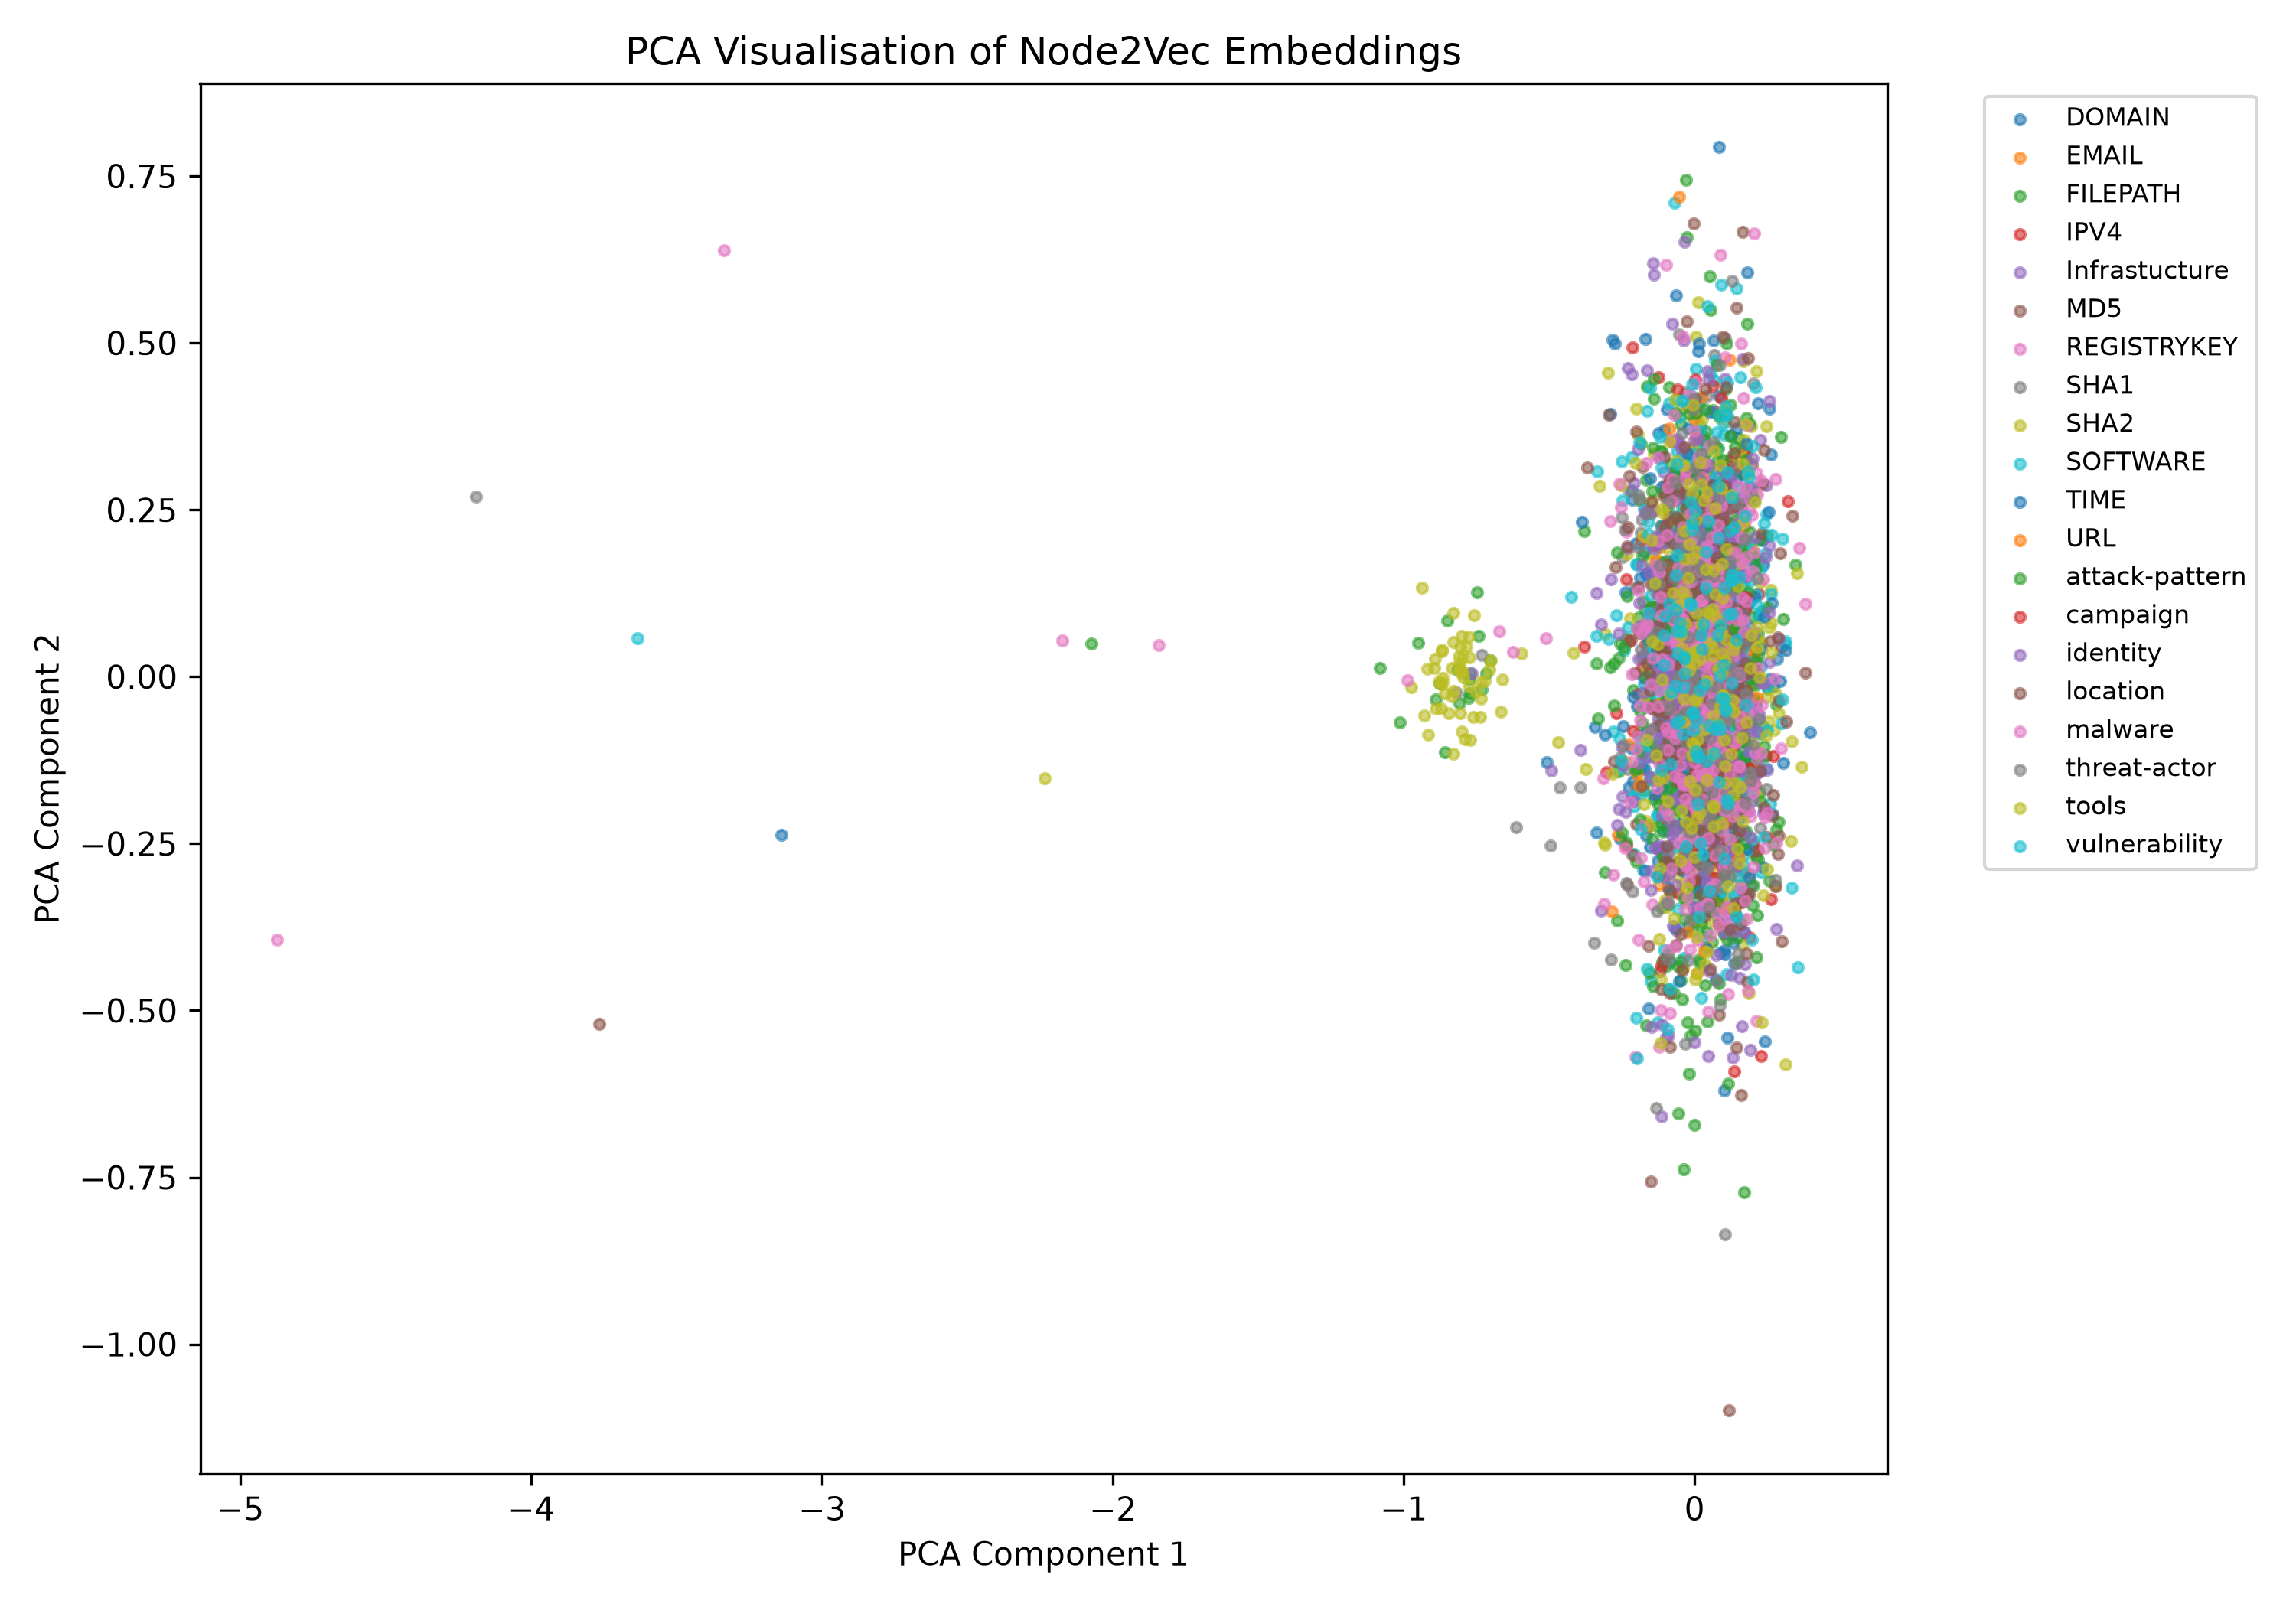 PCA Visualisation of Node2Vec Embeddings
0.75
0.50
0.25
0.00
−0.25
−0.50
−0.75
−1.00
PCA Component 2
−5
−4
−3
−2
−1
0
PCA Component 1
DOMAIN
EMAIL
FILEPATH
IPV4
Infrastucture
MD5
REGISTRYKEY
SHA1
SHA2
SOFTWARE
TIME
URL
attack-pattern
campaign
identity
location
malware
threat-actor
tools
vulnerability